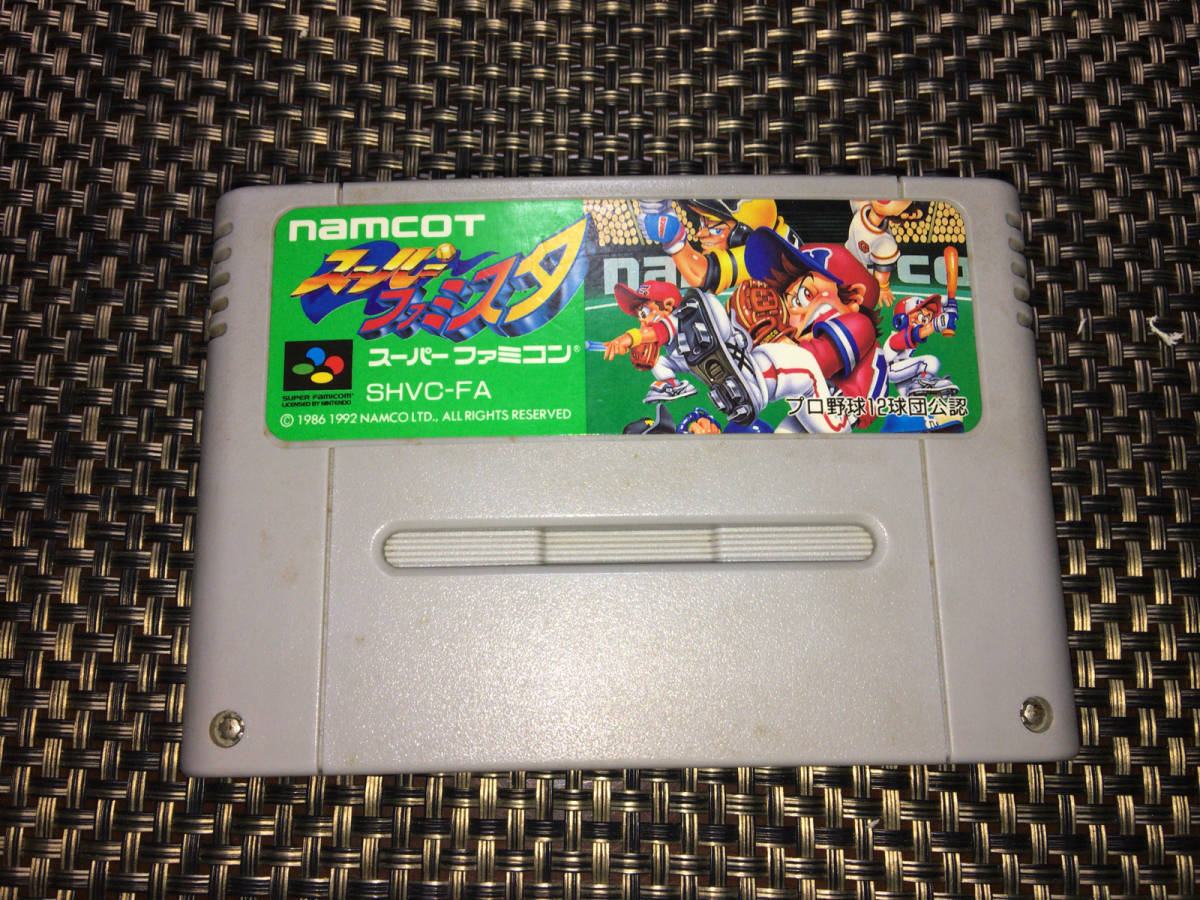 namcot
スーパーファミスタ
スーパーファミコン®
SUPER FAMICOM™
LICENSED BY NINTENDO
SHVC-FA
© 1986 1992 NAMCO LTD., ALL RIGHTS RESERVED
プロ野球12球団公認